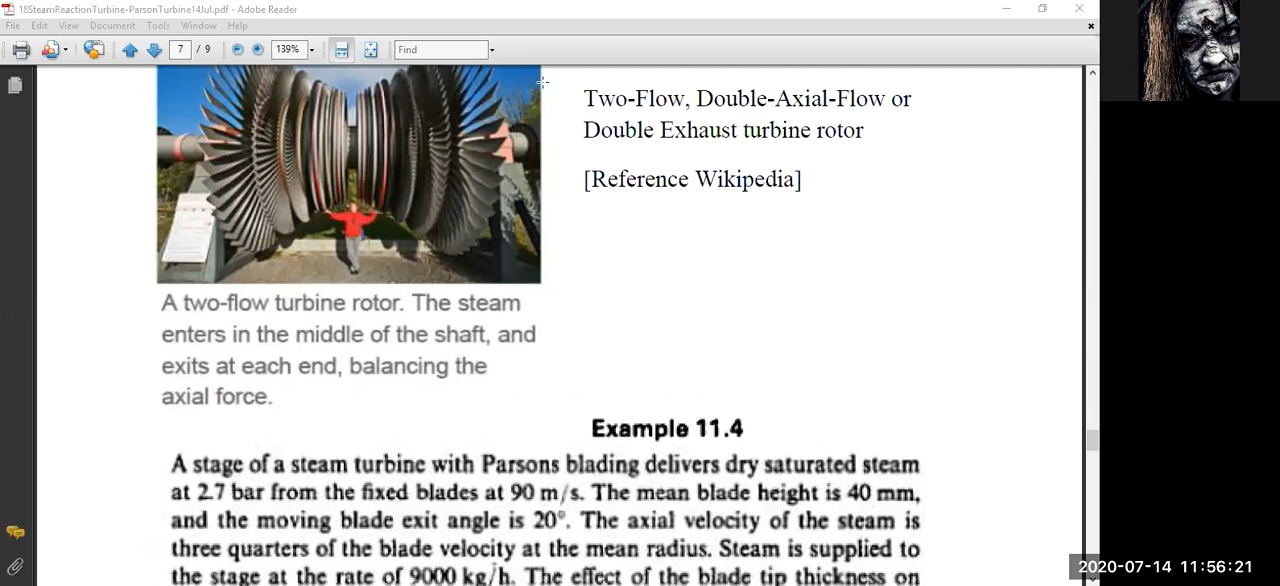 18SteamReactionTurbine-ParsonTurbine14Jul.pdf - Adobe Reader
File Edit View Document Tools Window Help
7 / 9 139% Find
Two-Flow, Double-Axial-Flow or
Double Exhaust turbine rotor
[Reference Wikipedia]
A two-flow turbine rotor. The steam
enters in the middle of the shaft, and
exits at each end, balancing the
axial force.
Example 11.4
A stage of a steam turbine with Parsons blading delivers dry saturated steam
at 2.7 bar from the fixed blades at 90 m/s. The mean blade height is 40 mm,
and the moving blade exit angle is 20°. The axial velocity of the steam is
three quarters of the blade velocity at the mean radius. Steam is supplied to
the stage at the rate of 9000 kg/h. The effect of the blade tip thickness on
2020-07-14 11:56:21